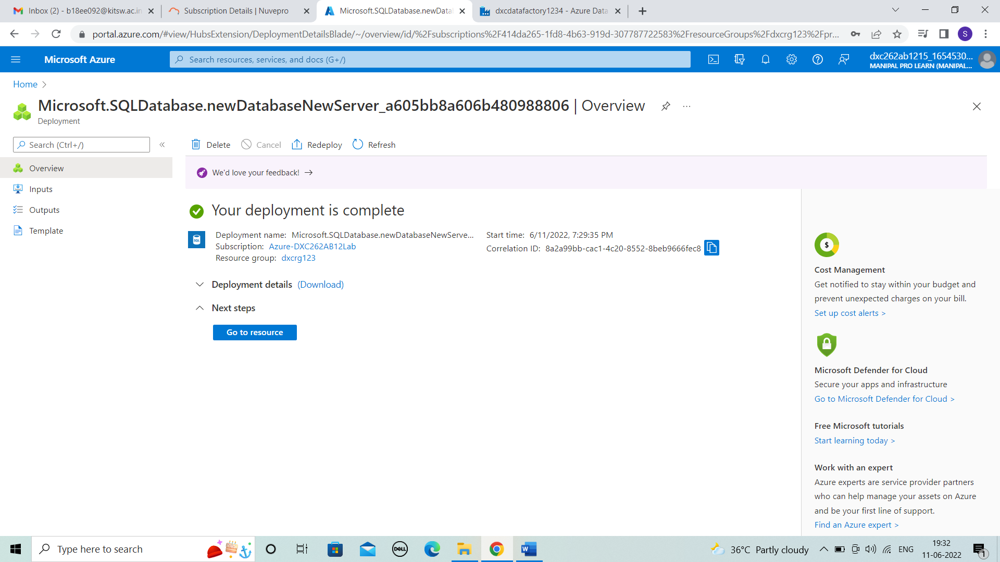 Inbox (2) - b18ee092@kitsw.ac.in
Subscription Details | Nuvepro
Microsoft.SQLDatabase.newData
dxcdatafactory1234 - Azure Data
portal.azure.com/#view/HubsExtension/DeploymentDetailsBlade/~/overview/id/%2Fsubscriptions%2F414da265-1fd8-4b63-919d-307787722583%2FresourceGroups%2Fdxcrg123%2Fpr...
S
Microsoft Azure
Search resources, services, and docs (G+/)
dxc262ab1215_1654530...
MANIPAL PRO LEARN (MANIPAL...
Home
Microsoft.SQLDatabase.newDatabaseNewServer_a605bb8a606b480988806 | Overview
Deployment
Search (Ctrl+/)
Delete
Cancel
Redeploy
Refresh
Overview
Inputs
Outputs
Template
We'd love your feedback! →
Your deployment is complete
SQL
Deployment name: Microsoft.SQLDatabase.newDatabaseNewServe...
Subscription: Azure-DXC262AB12Lab
Resource group: dxcrg123
Start time: 6/11/2022, 7:29:35 PM
Correlation ID: 8a2a99bb-cac1-4c20-8552-8beb9666fec8
Deployment details (Download)
Next steps
Go to resource
$
Cost Management
Get notified to stay within your budget and
prevent unexpected charges on your bill.
Set up cost alerts >
Microsoft Defender for Cloud
Secure your apps and infrastructure
Go to Microsoft Defender for Cloud >
Free Microsoft tutorials
Start learning today >
Work with an expert
Azure experts are service provider partners
who can help manage your assets on Azure
and be your first line of support.
Find an Azure expert >
Type here to search
DELL
W
36°C Partly cloudy
ENG
19:32
11-06-2022
1